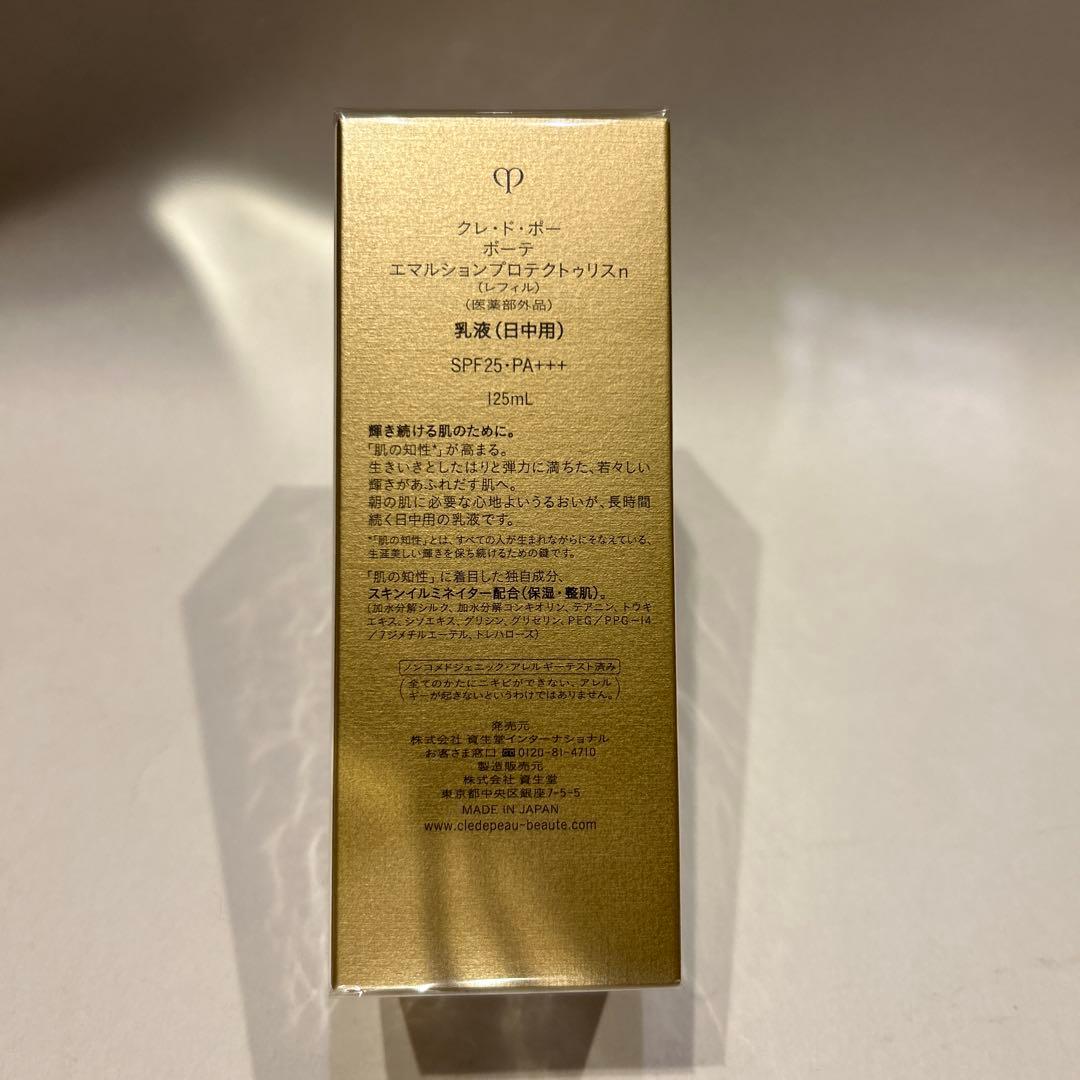 クレ・ド・ポー
ボーテ
エマルションプロテクトゥリスn
(レフィル)
(医薬部外品)
乳液(日中用)
SPF25・PA+++
125mL
輝き続ける肌のために。
「肌の知性*」が高まる。
生きいきとしたはりと弾力に満ちた、若々しい
輝きがあふれだす肌へ。
朝の肌に必要な心地よいうるおいが、長時間
続く日中用の乳液です。
*「肌の知性」とは、すべての人が生まれながらにそなえている、
生涯美しい輝きを保ち続けるための鍵です。
「肌の知性」に着目した独自成分、
スキンイルミネイター配合(保湿・整肌)。
(加水分解シルク、加水分解コンキオリン、テアニン、トウキ
エキス、シソエキス、グリシン、グリセリン、PEG/PPG-14
/7ジメチルエーテル、トレハロース)
ノンコメドジェニック・アレルギーテスト済み
(全てのかたにニキビができない、アレル
ギーが起きないというわけではありません。)
発売元
株式会社 資生堂インターナショナル
お客さま窓口 0120-81-4710
製造販売元
株式会社 資生堂
東京都中央区銀座7-5-5
MADE IN JAPAN
www.cledepeau-beaute.com